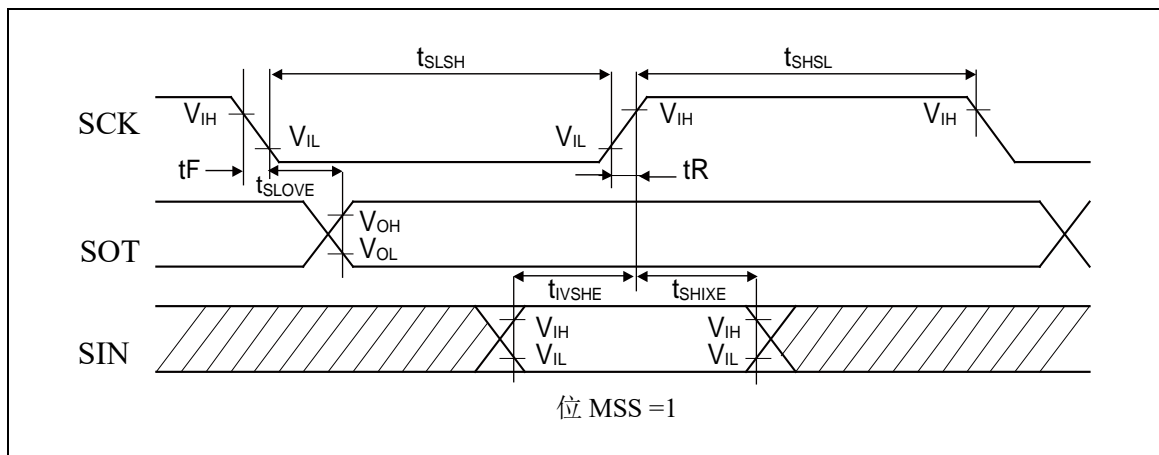 tSLSH tSHSL
SCK VIH VIL VIH VIH
tF tSLOVE tR
SOT VOH VOL
tIVSHE tSHIXE
SIN VIH VIL VIH VIL
位 MSS =1